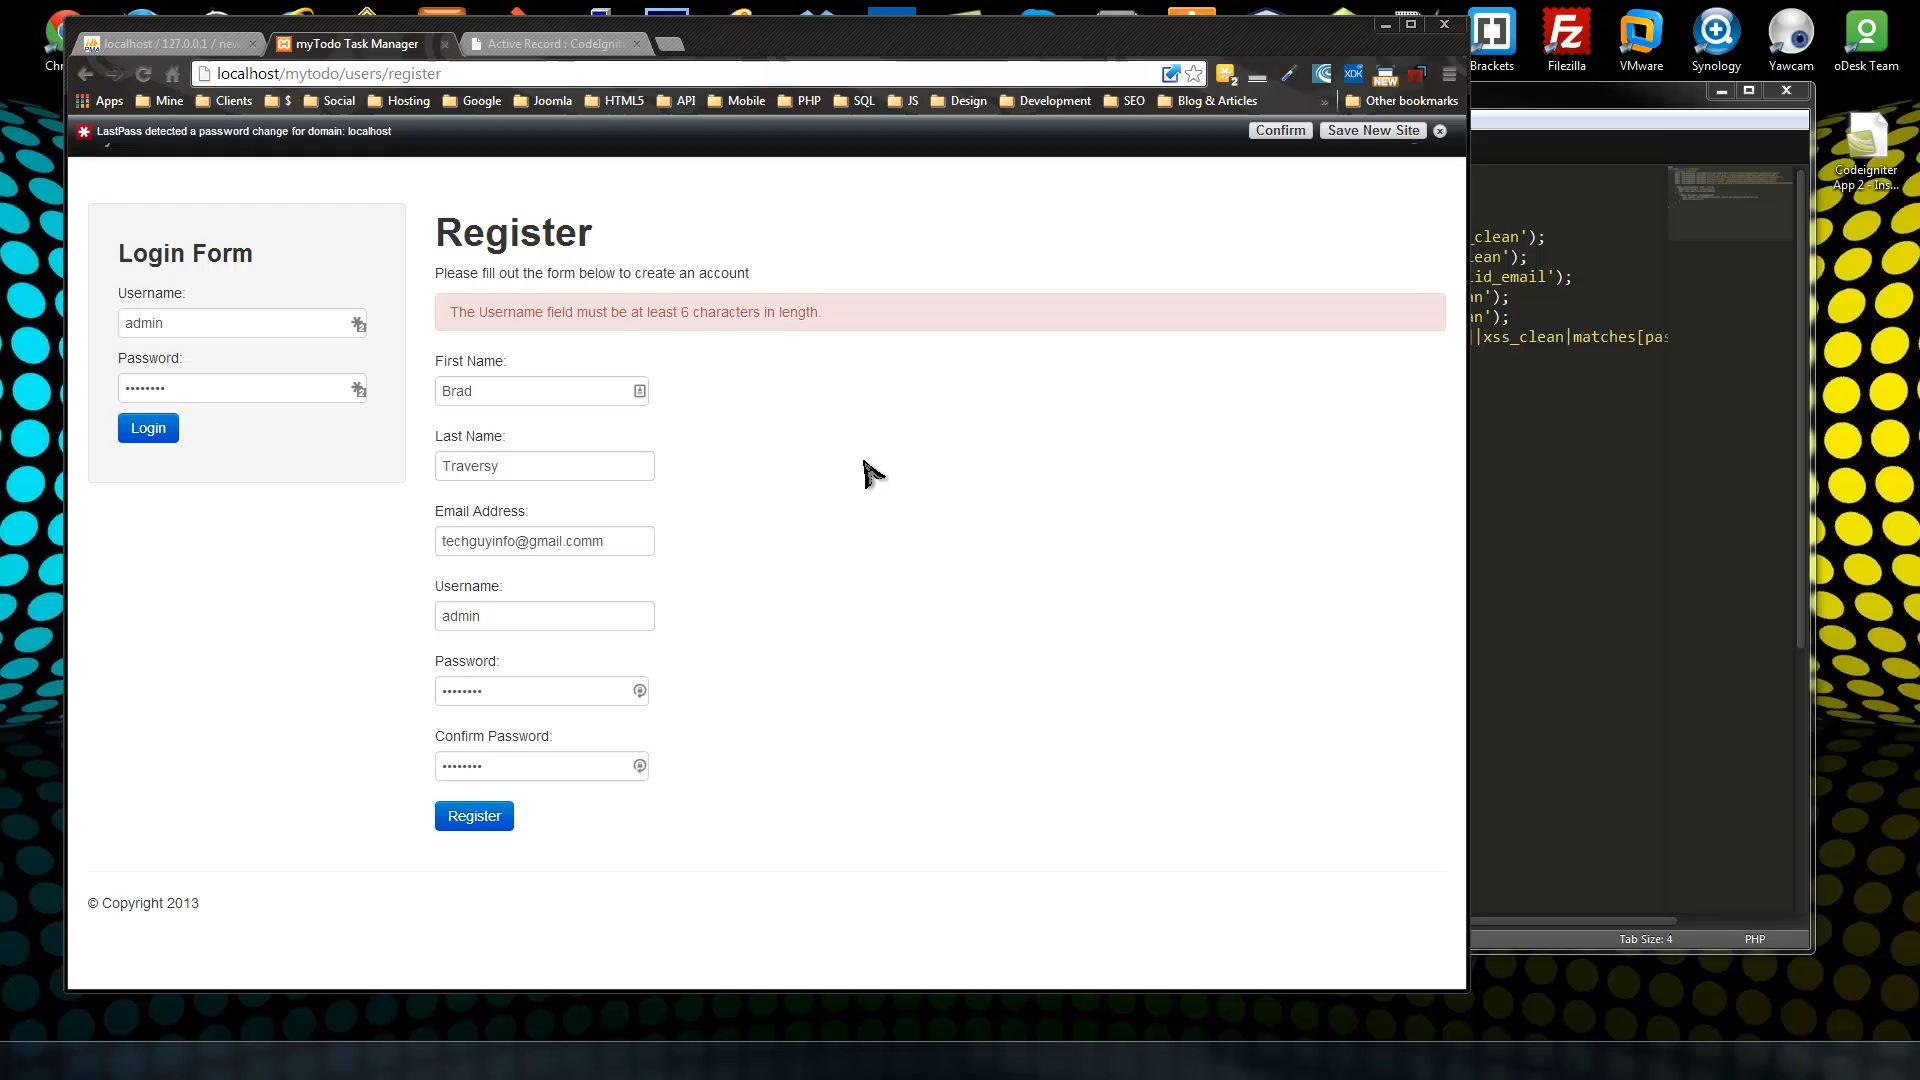 Brackets
Filezilla
VMware
Synology
Yawcam
oDesk Team
localhost / 127.0.0.1 / new
myTodo Task Manager
Active Record : CodeIgnit
localhost/mytodo/users/register
2
XDK
NEW
Apps
Mine
Clients
$
Social
Hosting
Google
Joomla
HTML5
API
Mobile
PHP
SQL
JS
Design
Development
SEO
Blog & Articles
»
Other bookmarks
LastPass detected a password change for domain: localhost
Confirm
Save New Site
Codeigniter
App 2 - Ins...
Login Form
Username:
admin
Password:
••••••••
Login
Register
Please fill out the form below to create an account
The Username field must be at least 6 characters in length.
First Name:
Brad
Last Name:
Traversy
Email Address:
techguyinfo@gmail.comm
Username:
admin
Password:
••••••••
Confirm Password:
••••••••
Register
© Copyright 2013
_clean');
ean');
id_email');
n');
n');
|xss_clean|matches[pas
Tab Size: 4
PHP